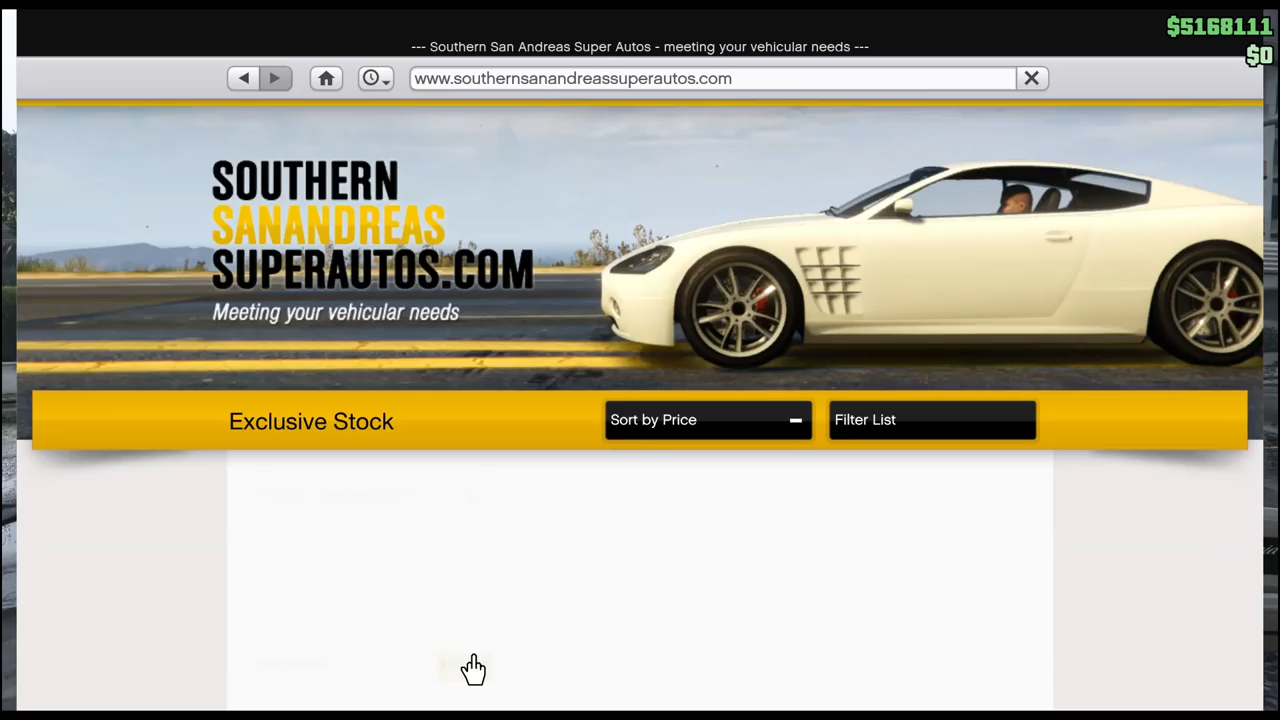 $5168111
--- Southern San Andreas Super Autos - meeting your vehicular needs ---
$0
www.southernsanandreassuperautos.com
SOUTHERN
SANANDREAS
SUPERAUTOS.COM
Meeting your vehicular needs
Exclusive Stock
Sort by Price
Filter List